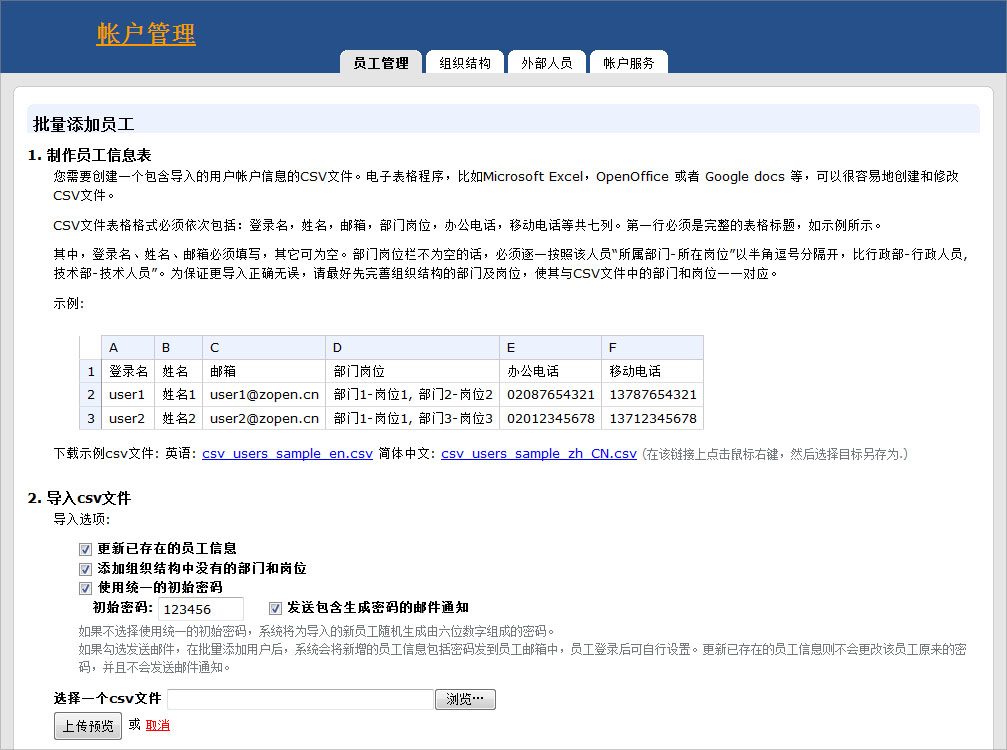 帐户管理
员工管理 组织结构 外部人员 帐户服务
批量添加员工
1. 制作员工信息表
您需要创建一个包含导入的用户帐户信息的CSV文件。电子表格程序，比如Microsoft Excel，OpenOffice 或者 Google docs 等，可以很容易地创建和修改
CSV文件。
CSV文件表格格式必须依次包括：登录名，姓名，邮箱，部门岗位，办公电话，移动电话等共七列。第一行必须是完整的表格标题，如示例所示。
其中，登录名、姓名、邮箱必须填写，其它可为空。部门岗位栏不为空的话，必须逐一按照该人员“所属部门-所在岗位”以半角逗号分隔开，比行政部-行政人员,
技术部-技术人员”。为保证更导入正确无误，请最好先完善组织结构的部门及岗位，使其与CSV文件中的部门和岗位一一对应。
示例:
A B C D E F
1 登录名 姓名 邮箱 部门岗位 办公电话 移动电话
2 user1 姓名1 user1@zopen.cn 部门1-岗位1, 部门2-岗位2 02087654321 13787654321
3 user2 姓名2 user2@zopen.cn 部门1-岗位1, 部门3-岗位3 02012345678 13712345678
下载示例csv文件: 英语: csv_users_sample_en.csv 简体中文: csv_users_sample_zh_CN.csv (在该链接上点击鼠标右键，然后选择目标另存为.)
2. 导入csv文件
导入选项:
更新已存在的员工信息
添加组织结构中没有的部门和岗位
使用统一的初始密码
初始密码: 123456 发送包含生成密码的邮件通知
如果不选择使用统一的初始密码，系统将为导入的新员工随机生成由六位数字组成的密码。
如果勾选发送邮件，在批量添加用户后，系统会将新增的员工信息包括密码发到员工邮箱中，员工登录后可自行设置。更新已存在的员工信息则不会更改该员工原来的密
码，并且不会发送邮件通知。
选择一个csv文件 浏览…
上传预览 或 取消